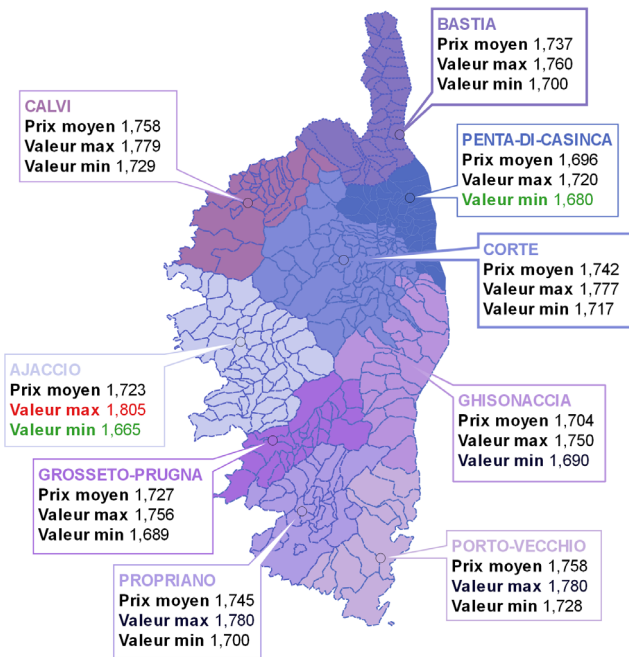 BASTIA
Prix moyen 1,737
Valeur max 1,760
Valeur min 1,700
CALVI
Prix moyen 1,758
Valeur max 1,779
Valeur min 1,729
PENTA-DI-CASINCA
Prix moyen 1,696
Valeur max 1,720
Valeur min 1,680
CORTE
Prix moyen 1,742
Valeur max 1,777
Valeur min 1,717
AJACCIO
Prix moyen 1,723
Valeur max 1,805
Valeur min 1,665
GHISONACCIA
Prix moyen 1,704
Valeur max 1,750
Valeur min 1,690
GROSSETO-PRUGNA
Prix moyen 1,727
Valeur max 1,756
Valeur min 1,689
PORTO-VECCHIO
Prix moyen 1,758
Valeur max 1,780
Valeur min 1,728
PROPRIANO
Prix moyen 1,745
Valeur max 1,780
Valeur min 1,700